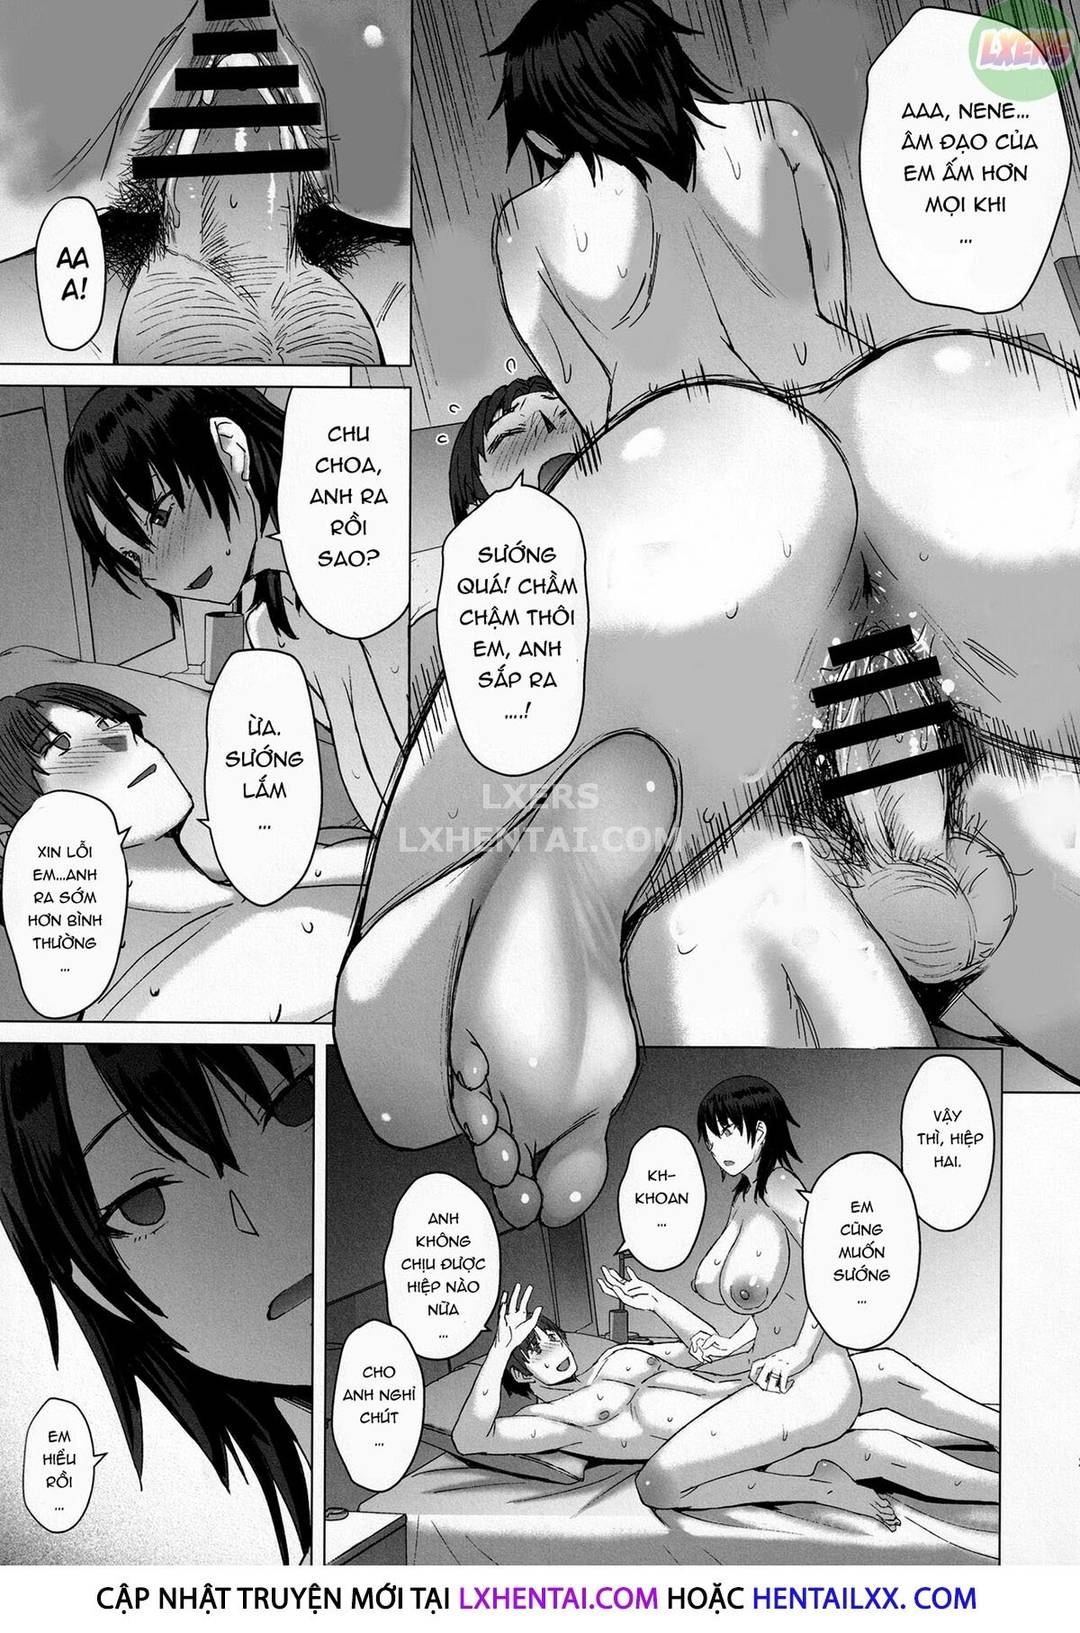 LXERS
AAA, NENE...
ÂM ĐẠO CỦA
EM ẤM HƠN
MỌI KHI
...
AA
A!
SƯỚNG
QUÁ! CHẦM
CHẬM THÔI
EM, ANH
SẮP RA
....!
CHU
CHOA,
ANH RA
RỒI
SAO?
ỪA.
SƯỚNG
LẮM
...
XIN LỖI
EM...ANH
RA SỚM
HƠN BÌNH
THƯỜNG
...
LXERS
LXHENTAI.COM
VẬY
THÌ, HIỆP
HAI.
EM
CŨNG
MUỐN
SƯỚNG
...
KH-
KHOAN
...
ANH
KHÔNG
CHỊU ĐƯỢC
HIỆP NÀO
NỮA
...
CHO
ANH NGHỈ
CHÚT
...
EM
HIỂU
RỒI
...
CẬP NHẬT TRUYỆN MỚI TẠI LXHENTAI.COM HOẶC HENTAILXX. COM